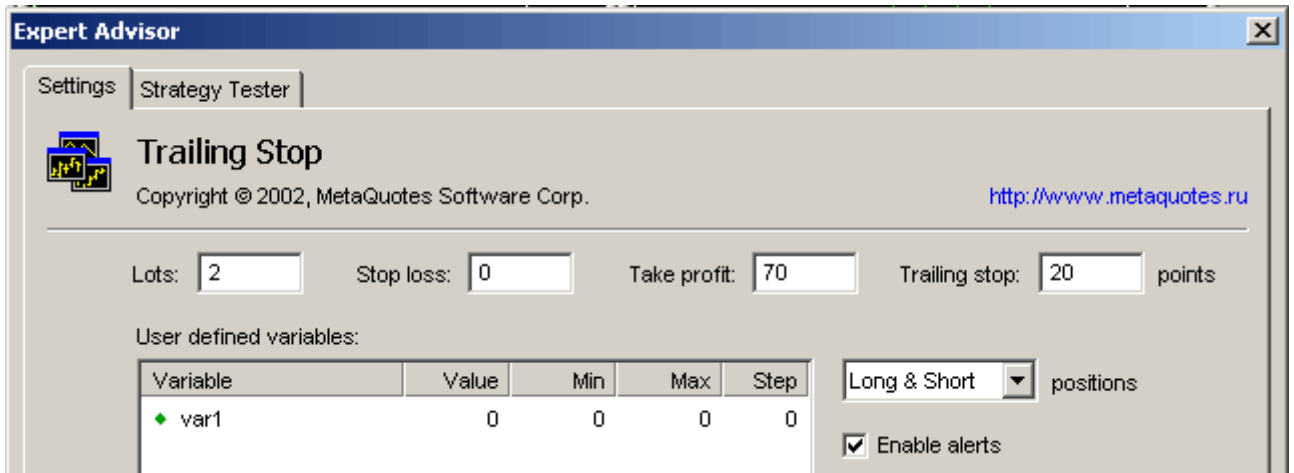 Expert Advisor
Settings Strategy Tester
Trailing Stop
Copyright © 2002, MetaQuotes Software Corp. http://www.metaquotes.ru
Lots: 2 Stop loss: 0 Take profit: 70 Trailing stop: 20 points
User defined variables:
Variable Value Min Max Step Long & Short positions
var1 0 0 0 0
Enable alerts